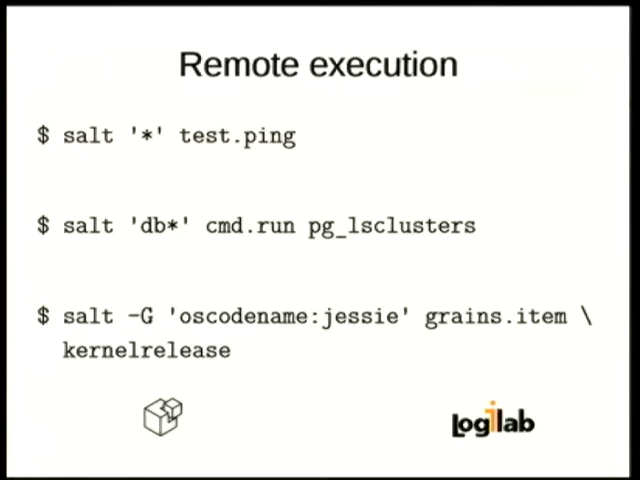 Remote execution
$ salt '*' test.ping
$ salt 'db*' cmd.run pg_lsclusters
$ salt -G 'oscodename:jessie' grains.item \
kernelrelease
Logilab